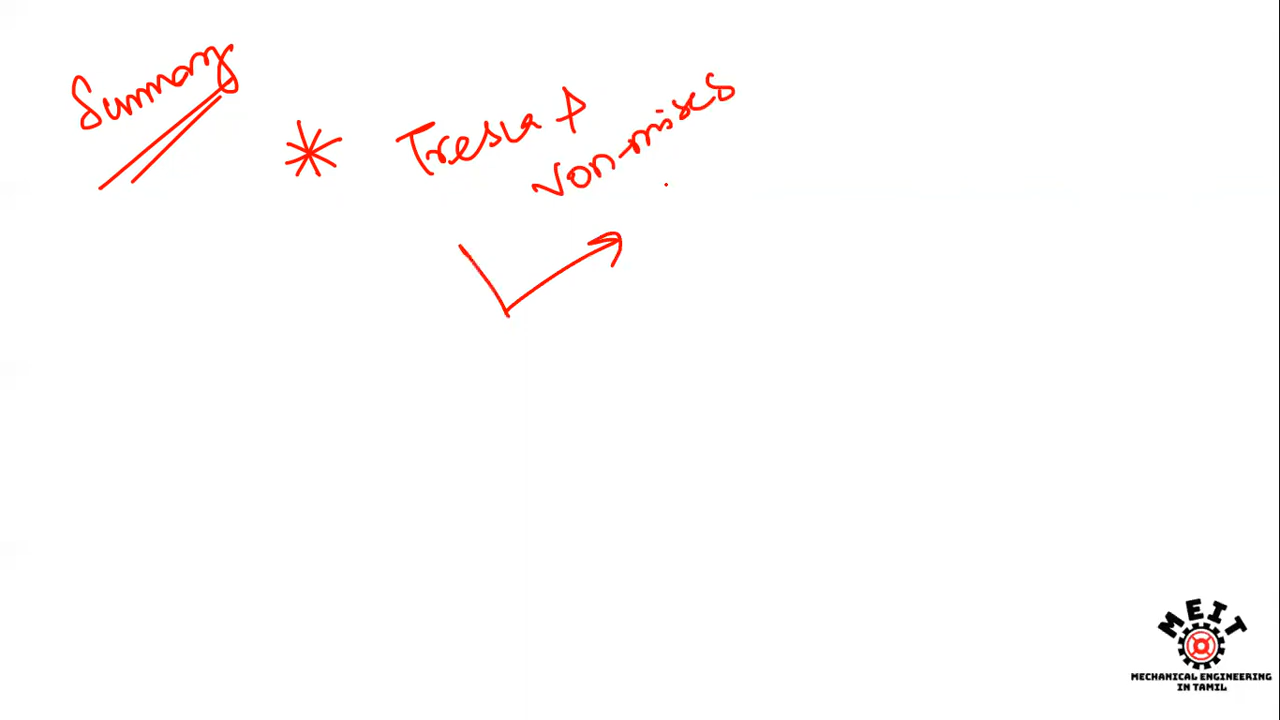 Summary
* Tresca &
von-mises
MEIT
MECHANICAL ENGINEERING
IN TAMIL